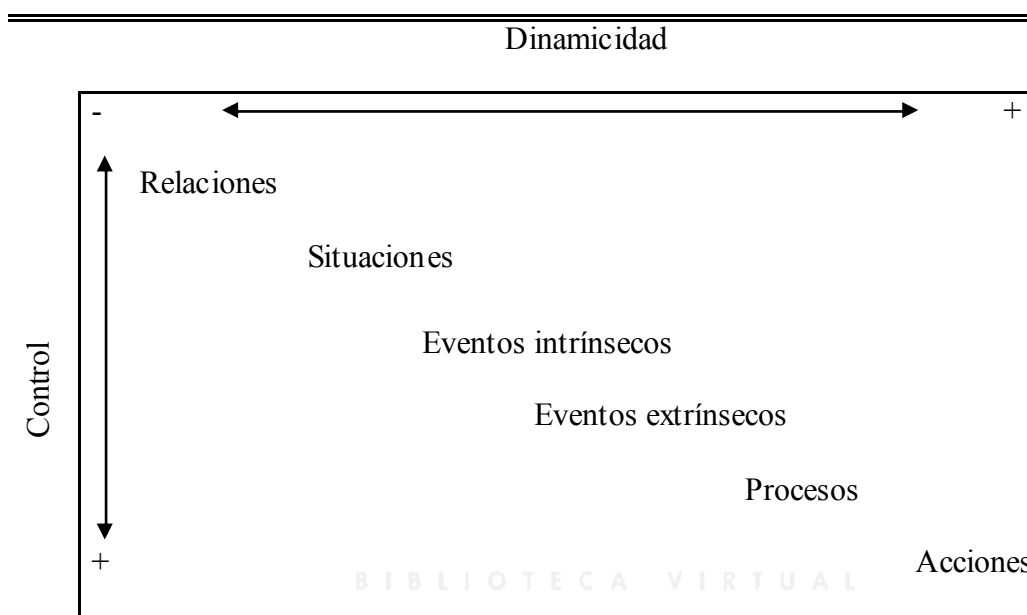 Dinamicidad
- +
Relaciones
Situaciones
Eventos intrínsecos
Control
Eventos extrínsecos
Procesos
+ Acciones
BIBLIOTECA VIRTUAL